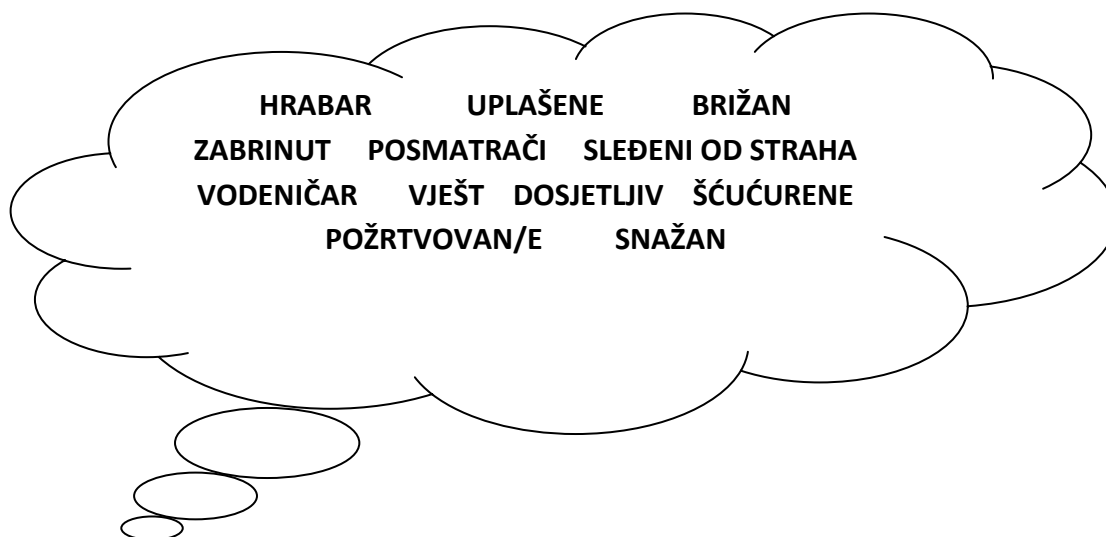 HRABAR UPLAŠENE BRIŽAN
ZABRINUT POSMATRAČI SLEĐENI OD STRAHA
VODENIČAR VJEŠT DOSJETLJIV ŠĆUĆURENE
POŽRTVOVAN/E SNAŽAN